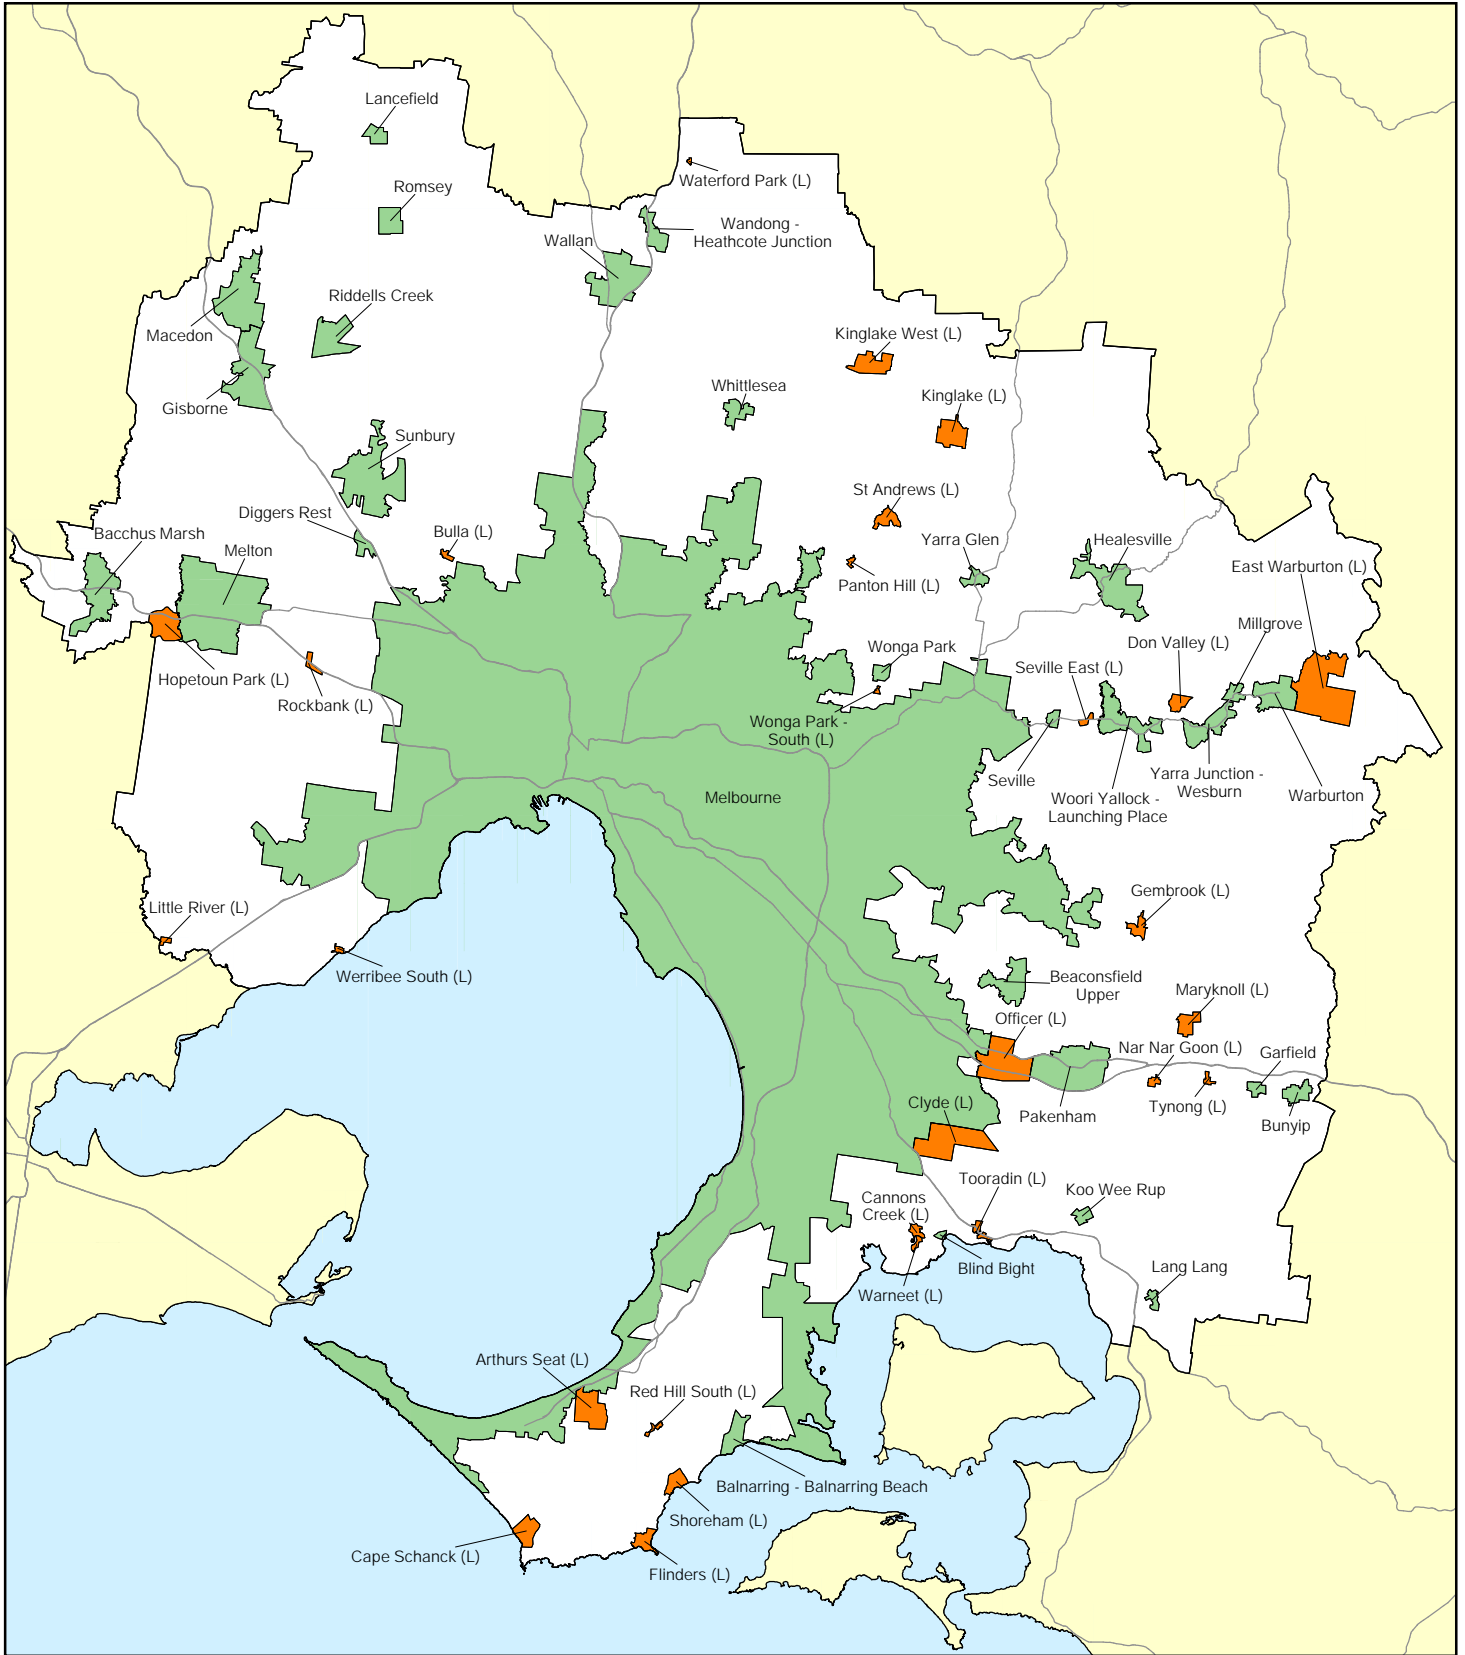 Lancefield
Waterford Park (L)
Romsey
Wandong -
Heathcote Junction
Wallan
Riddells Creek
Macedon
Kinglake West (L)
Whittlesea
Kinglake (L)
Gisborne
Sunbury
St Andrews (L)
Diggers Rest
Bacchus Marsh
Bulla (L)
Yarra Glen
Healesville
Melton
East Warburton (L)
Panton Hill (L)
Millgrove
Don Valley (L)
Wonga Park
Seville East (L)
Hopetoun Park (L)
Rockbank (L)
Wonga Park -
South (L)
Seville
Yarra Junction -
Wesburn
Melbourne
Woori Yallock -
Launching Place
Warburton
Gembrook (L)
Little River (L)
Werribee South (L)
Beaconsfield
Upper
Maryknoll (L)
Officer (L)
Nar Nar Goon (L)
Garfield
Clyde (L)
Pakenham
Tynong (L)
Bunyip
Tooradin (L)
Koo Wee Rup
Cannons
Creek (L)
Blind Bight
Lang Lang
Warneet (L)
Arthurs Seat (L)
Red Hill South (L)
Balnarring - Balnarring Beach
Shoreham (L)
Cape Schanck (L)
Flinders (L)